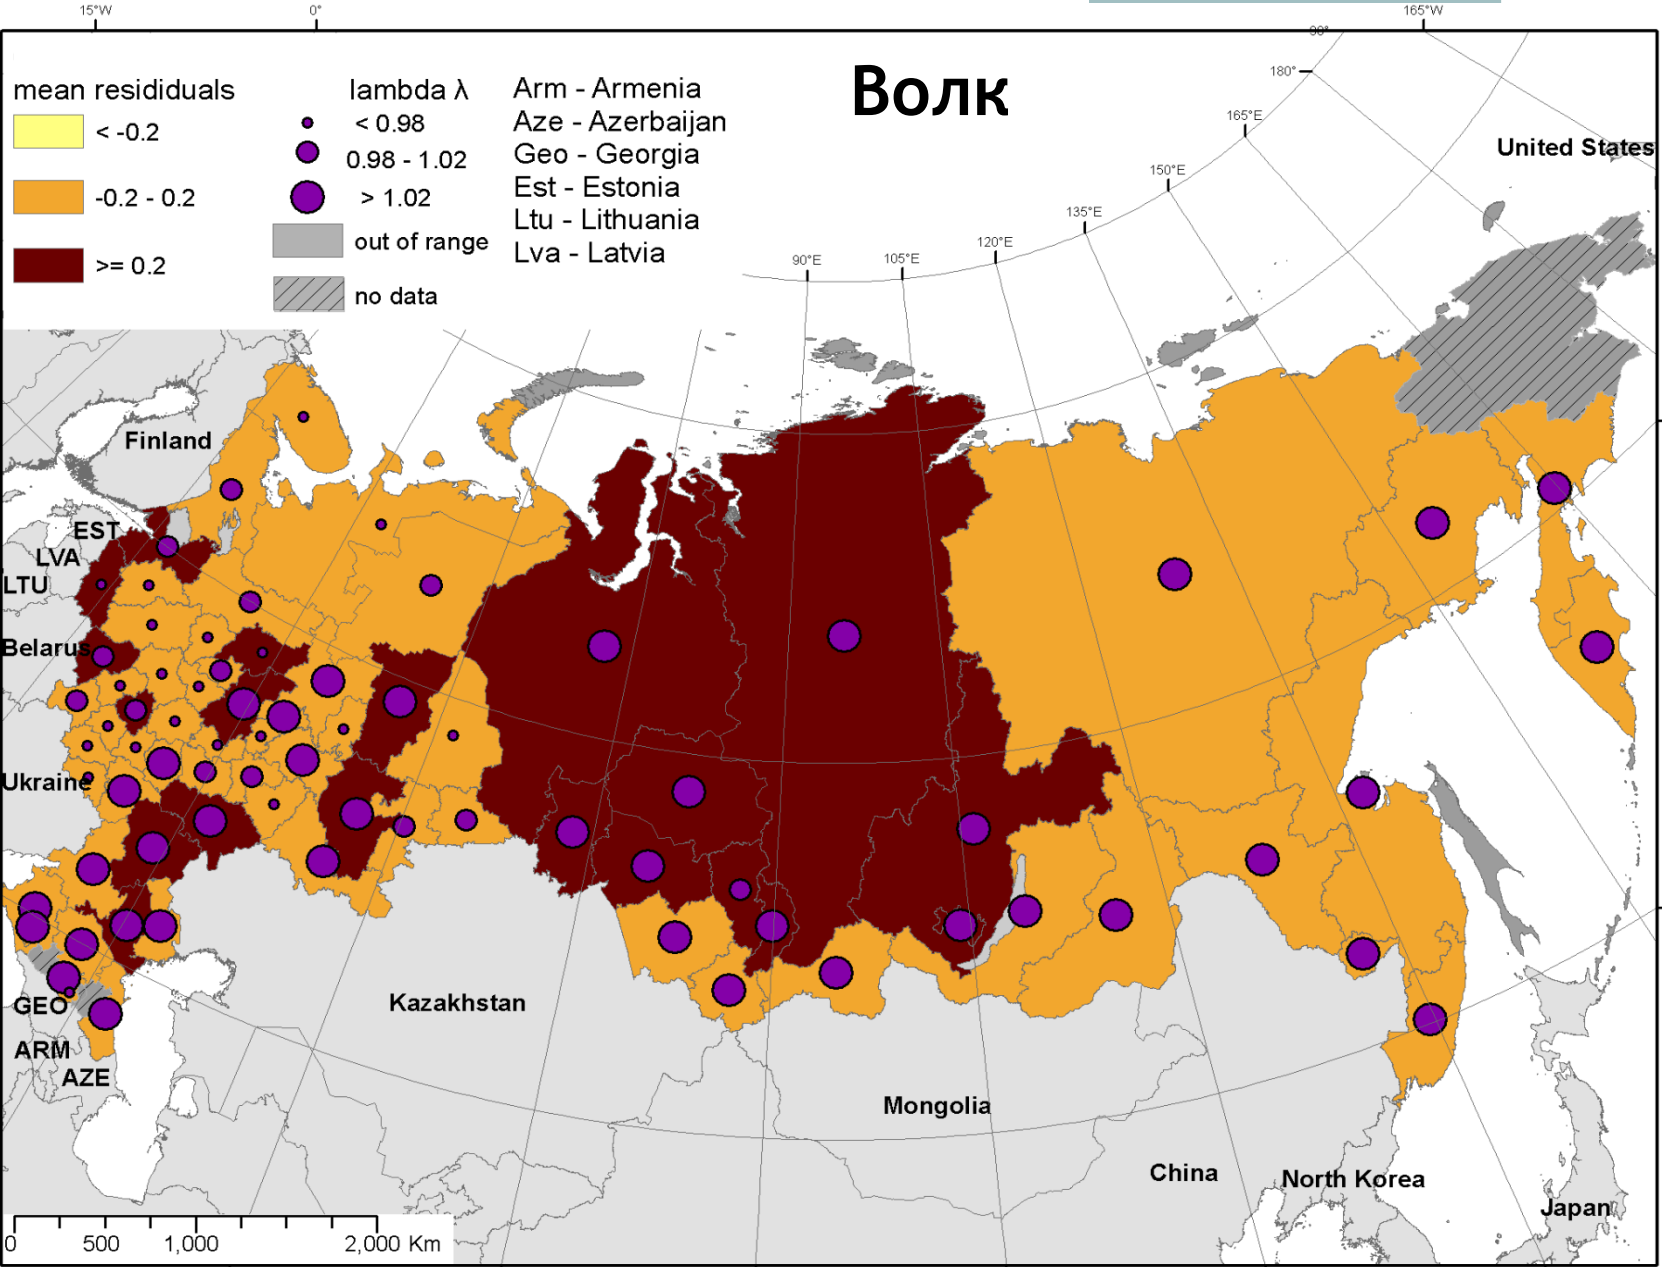 15°W
0°
165°W
90°
180°
165°E
150°E
135°E
120°E
105°E
90°E
Волк
mean resididuals
< -0.2
-0.2 - 0.2
>= 0.2
lambda λ
< 0.98
0.98 - 1.02
> 1.02
out of range
no data
Arm - Armenia
Aze - Azerbaijan
Geo - Georgia
Est - Estonia
Ltu - Lithuania
Lva - Latvia
United States
Finland
EST
LVA
LTU
Belarus
Ukraine
GEO
ARM
AZE
Kazakhstan
Mongolia
China
North Korea
Japan
0 500 1,000 2,000 Km